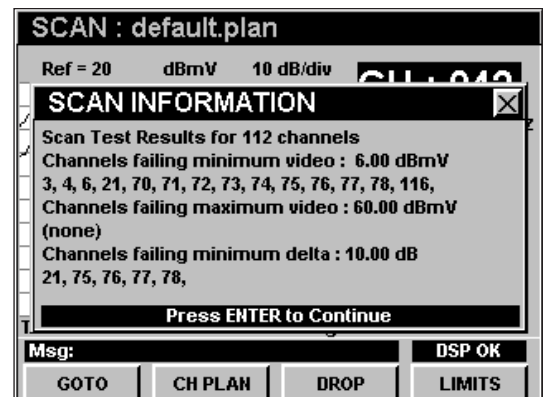 SCAN : default.plan
Ref = 20 dBmV 10 dB/div
SCAN INFORMATION
Scan Test Results for 112 channels
Channels failing minimum video : 6.00 dBmV
3, 4, 6, 21, 70, 71, 72, 73, 74, 75, 76, 77, 78, 116,
Channels failing maximum video : 60.00 dBmV
(none)
Channels failing minimum delta : 10.00 dB
21, 75, 76, 77, 78,
Press ENTER to Continue
Msg: DSP OK
GOTO CH PLAN DROP LIMITS